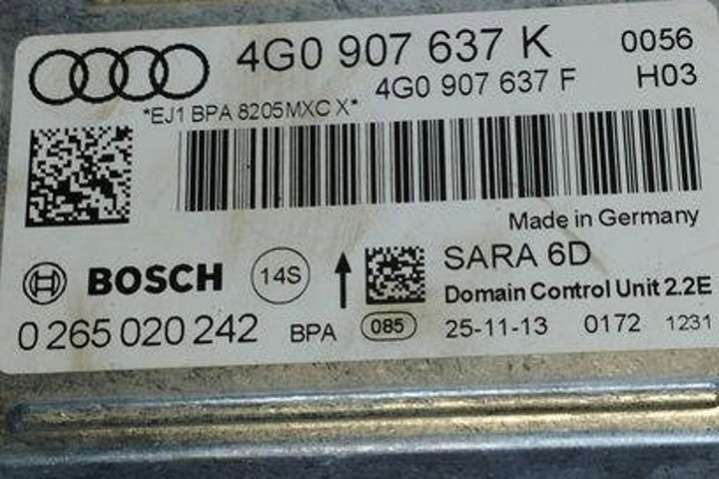 4G0 907 637 K 0056
4G0 907 637 F H03
*EJ1 BPA 8205MXC X*
Made in Germany
BOSCH 14S SARA 6D
Domain Control Unit 2.2E
0 265 020 242 BPA 085 25-11-13 0172 1231